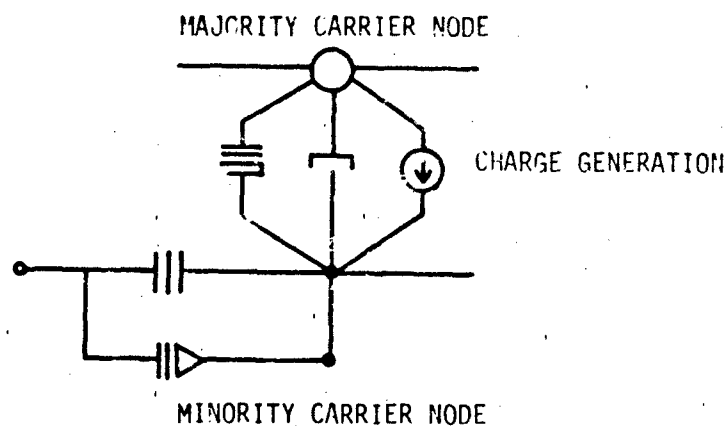 MAJORITY CARRIER NODE
CHARGE GENERATION
MINORITY CARRIER NODE